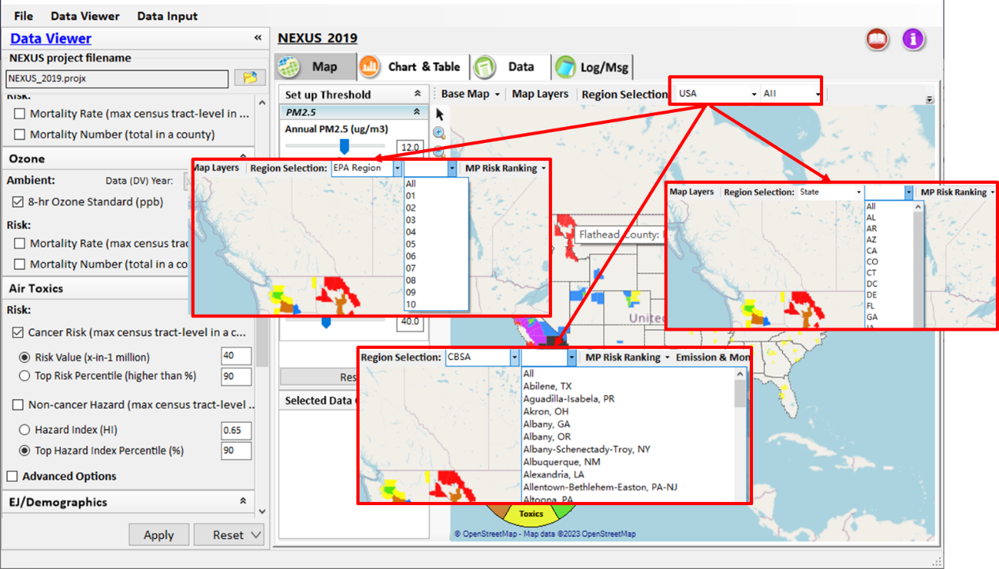 File Data Viewer Data Input
Data Viewer «
NEXUS project filename
NEXUS_2019.projx
Risk:
Mortality Rate (max census tract-level in ...
Mortality Number (total in a county)
Ozone
Ambient: Data (DV) Year:
8-hr Ozone Standard (ppb)
Risk:
Mortality Rate (max census trac
Mortality Number (total in a co
Air Toxics
Risk:
Cancer Risk (max census tract-level in a c...
Risk Value (x-in-1 million) 40
Top Risk Percentile (higher than %) 90
Non-cancer Hazard (max census tract-level ..
Hazard Index (HI) 0.65
Top Hazard Index Percentile (%) 90
Advanced Options
EJ/Demographics
Apply Reset
NEXUS_2019
Map Chart & Table Data Log/Msg
Set up Threshold
PM2.5
Annual PM2.5 (ug/m3)
12.0
40.0
Res
Selected Data
Base Map Map Layers Region Selection USA All
Map Layers Region Selection: EPA Region MP Risk Ranking
All
01
02
03
04
05
06
07
08
09
10
Flathead County:
Unite
Map Layers Region Selection: State MP Risk Ranking
All
AL
AR
AZ
CA
CO
CT
DC
DE
FL
GA
IA
Region Selection: CBSA MP Risk Ranking Emission & Mon
All
Abilene, TX
Aguadilla-Isabela, PR
Akron, OH
Albany, GA
Albany, OR
Albany-Schenectady-Troy, NY
Albuquerque, NM
Alexandria, LA
Allentown-Bethlehem-Easton, PA-NJ
Altoona, PA
Toxics
© OpenStreetMap - Map data ©2023 OpenStreetMap